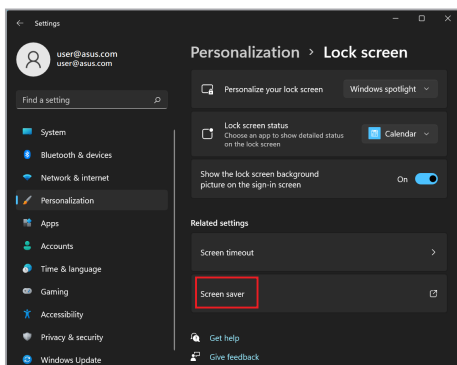 Settings
user@asus.com
user@asus.com
Find a setting
System
Bluetooth & devices
Network & internet
Personalization
Apps
Accounts
Time & language
Gaming
Accessibility
Privacy & security
Windows Update
Personalization > Lock screen
Personalize your lock screen
Windows spotlight
Lock screen status
Choose an app to show detailed status
on the lock screen
Calendar
Show the lock screen background
picture on the sign-in screen
On
Related settings
Screen timeout
Screen saver
Get help
Give feedback